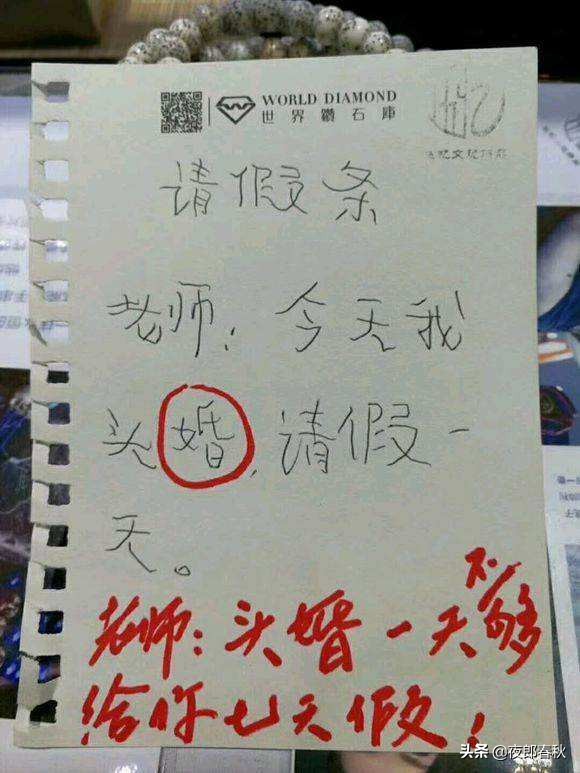 WORLD DIAMOND
世界鑽石庫
请假条
老师：今天我
头婚，请假一
天。
老师：头婚一天不够
给你七天假！
头条 @夜郎春秋